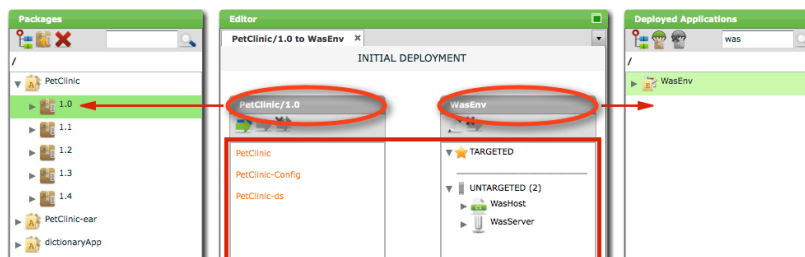 Packages
/
PetClinic
1.0
1.1
1.2
1.3
1.4
PetClinic-ear
dictionaryApp
Editor
PetClinic/1.0 to WasEnv x
INITIAL DEPLOYMENT
PetClinic/1.0
PetClinic
PetClinic-Config
PetClinic-ds
WasEnv
TARGETED
UNTARGETED (2)
WasHost
WasServer
Deployed Applications
was
/
WasEnv